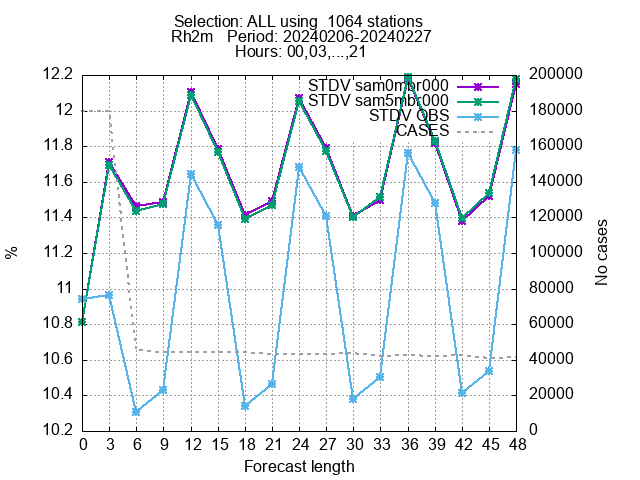 Selection: ALL using  1064 stations
Rh2m   Period: 20240206-20240227
Hours: 00,03,...,21
STDV sam0mbr000
STDV sam5mbr000
STDV OBS
CASES
12.2
12
11.8
11.6
11.4
11.2
11
10.8
10.6
10.4
10.2
%
200000
180000
160000
140000
120000
100000
80000
60000
40000
20000
0
No cases
0 3 6 9 12 15 18 21 24 27 30 33 36 39 42 45 48
Forecast length